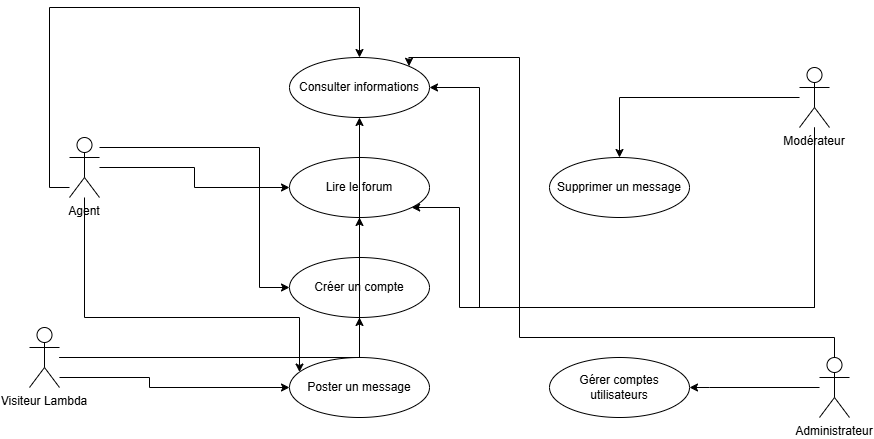 Consulter informations
Modérateur
Lire le forum
Supprimer un message
Agent
Créer un compte
Poster un message
Gérer comptes
utilisateurs
Visiteur Lambda
Administrateur